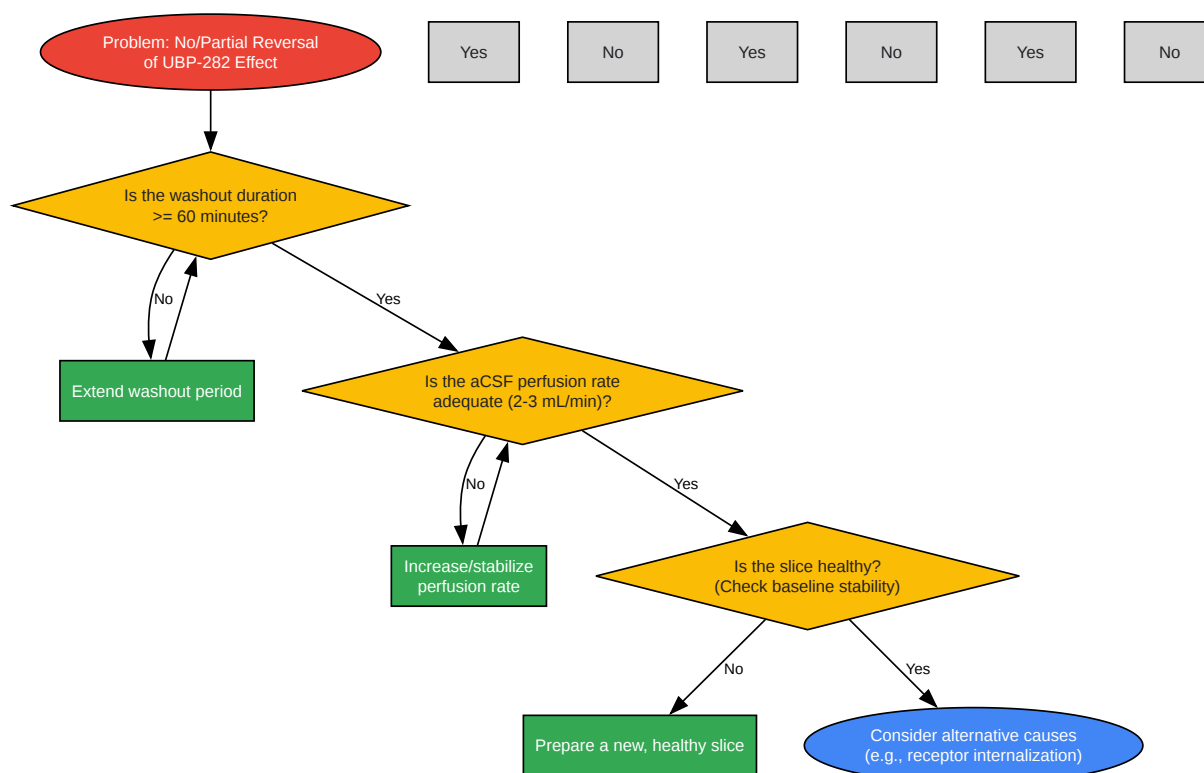 Problem: No/Partial Reversal
of UBP-282 Effect
Yes
No
Yes
No
Yes
No
Is the washout duration
>= 60 minutes?
No
Yes
Extend washout period
Is the aCSF perfusion rate
adequate (2-3 mL/min)?
No
Yes
Increase/stabilize
perfusion rate
Is the slice healthy?
(Check baseline stability)
No
Yes
Prepare a new, healthy slice
Consider alternative causes
(e.g., receptor internalization)